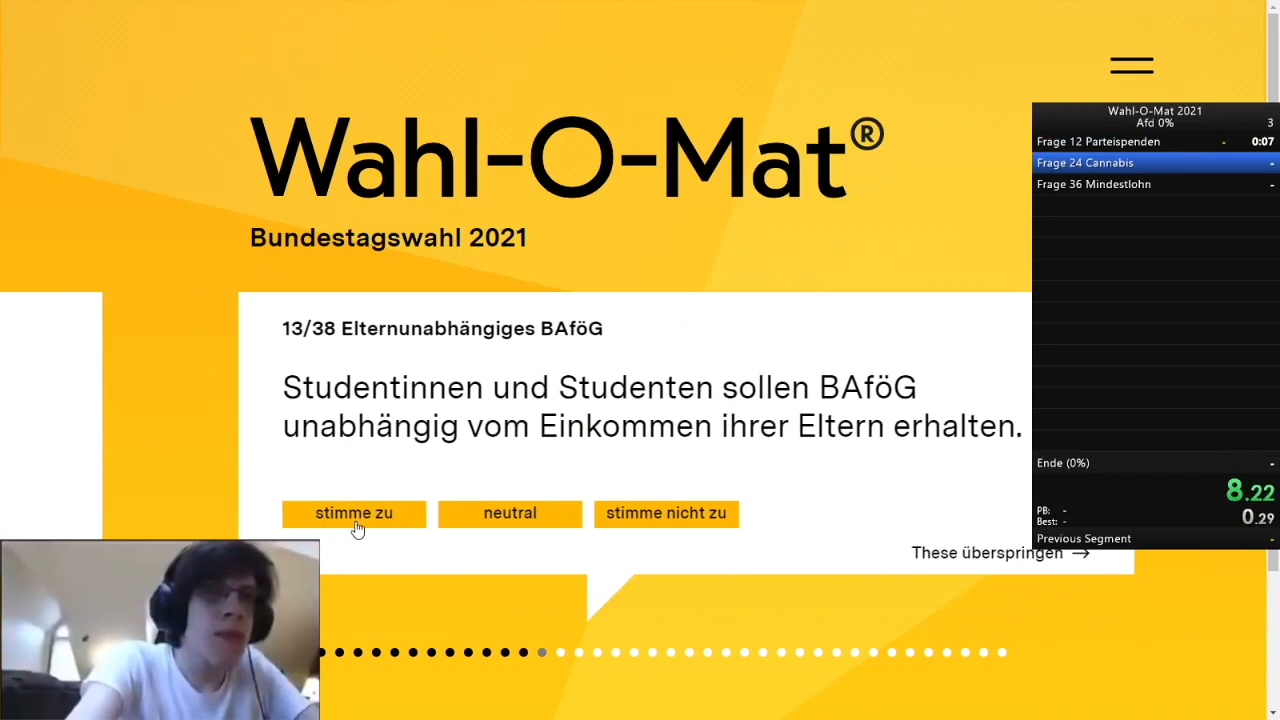 Wahl-O-Mat®
Bundestagswahl 2021
13/38 Elternunabhängiges BAföG
Studentinnen und Studenten sollen BAföG
unabhängig vom Einkommen ihrer Eltern erhalten.
stimme zu
neutral
stimme nicht zu
These überspringen →
Wahl-O-Mat 2021
Afd 0% 3
Frage 12 Parteispenden - 0:07
Frage 24 Cannabis -
Frage 36 Mindestlohn -
Ende (0%) -
8.22
PB: - 0.29
Best: -
Previous Segment -